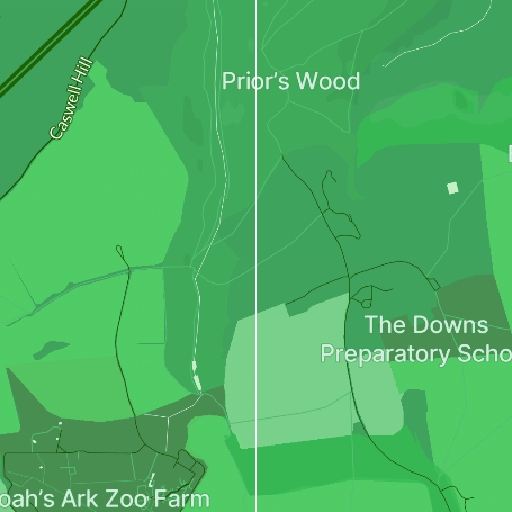 Caswell Hill
Prior's Wood
The Downs
Preparatory Scho
oah's Ark Zoo Farm